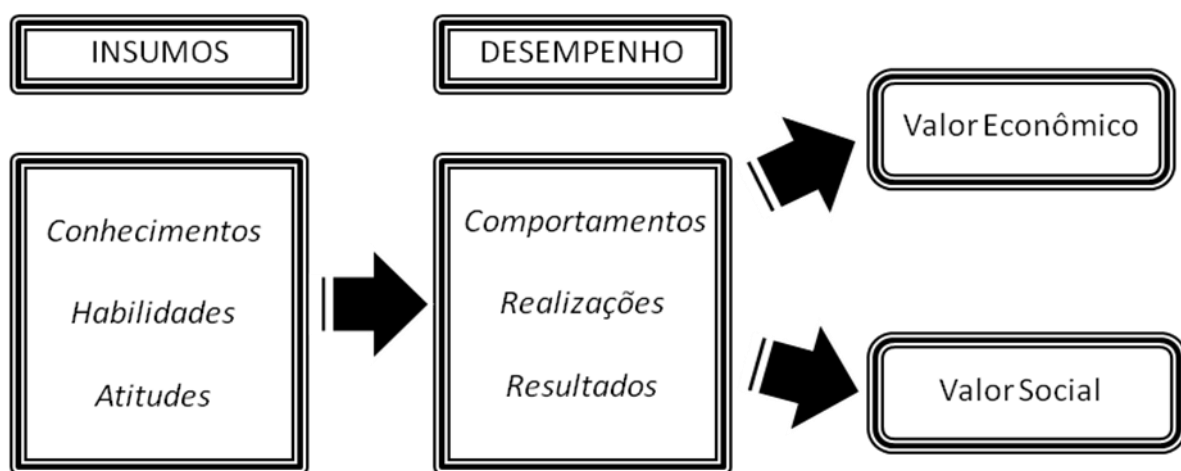 INSUMOS
DESEMPENHO
Valor Econômico
Conhecimentos
Habilidades
Atitudes
Comportamentos
Realizações
Resultados
Valor Social